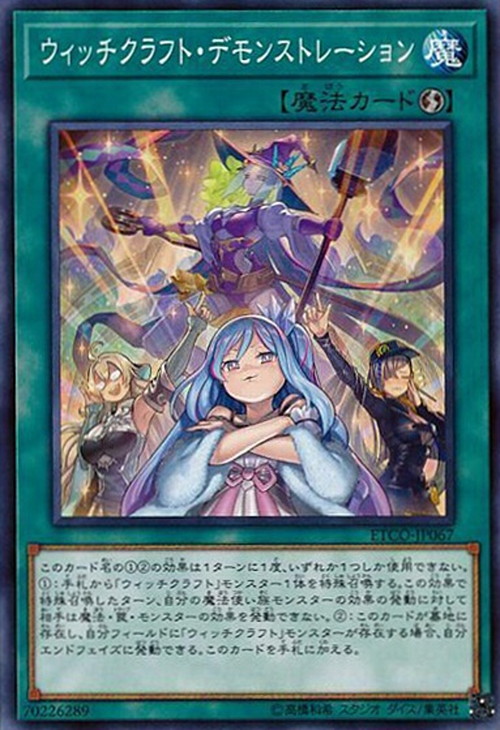 ウィッチクラフト・デモンストレーション
魔
【魔法カード】
ETCO-JP067
このカード名の①②の効果は1ターンに1度、いずれか1つしか使用できない。
①：手札から「ウィッチクラフト」モンスター1体を特殊召喚する。この効果で
特殊召喚したターン、自分の魔法使い族モンスターの効果の発動に対して
相手は魔法・罠・モンスターの効果を発動できない。②：このカードが墓地に
存在し、自分フィールドに「ウィッチクラフト」モンスターが存在する場合、自分
エンドフェイズに発動できる。このカードを手札に加える。
70226289
©高橋和希 スタジオ・ダイス/集英社